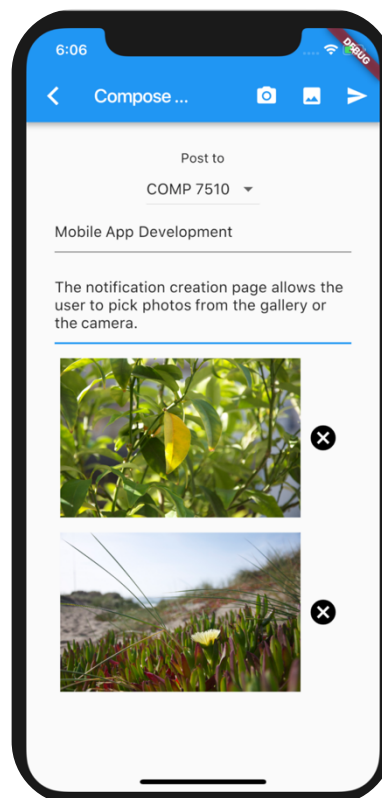 6:06
DEBUG
Compose ...
Post to
COMP 7510
Mobile App Development
The notification creation page allows the
user to pick photos from the gallery or
the camera.